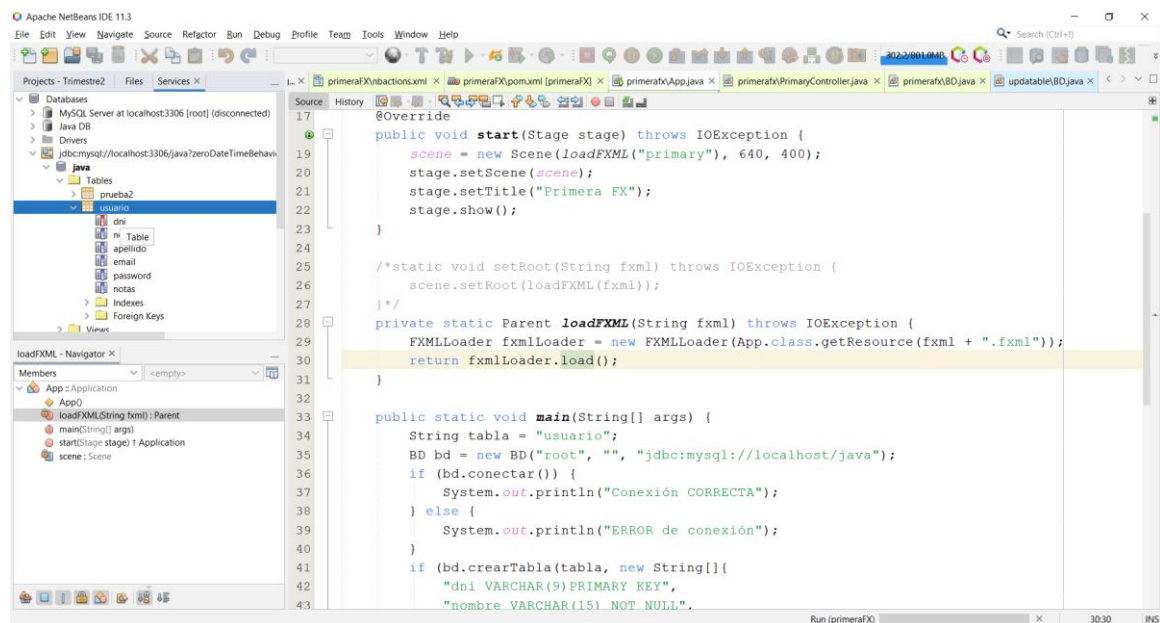 Apache NetBeans IDE 11.3
File Edit View Navigate Source Refactor Run Debug Profile Team Tools Window Help
Search (Ctrl+I)
302,2/801,0MB
Projects - Trimestre2 Files Services
primeraFX\nbactions.xml primeraFX\pom.xml [primeraFX] primerafx\App.java primerafx\PrimaryController.java primerafx\BD.java updatable\BD.java
Databases
MySQL Server at localhost:3306 [root] (disconnected)
Java DB
Drivers
jdbc:mysql://localhost:3306/java?zeroDateTimeBehavi
java
Tables
prueba2
usuario
dni
Table
apellido
email
password
notas
Indexes
Foreign Keys
Views
loadFXML - Navigator
Members <empty>
App :: Application
App()
loadFXML(String fxml) : Parent
main(String[] args)
start(Stage stage) ↑ Application
scene : Scene
Source History
17 @Override
public void start(Stage stage) throws IOException {
19 scene = new Scene(loadFXML("primary"), 640, 400);
20 stage.setScene(scene);
21 stage.setTitle("Primera FX");
22 stage.show();
23 }
24
25 /*static void setRoot(String fxml) throws IOException {
26 scene.setRoot(loadFXML(fxml));
27 }*/
28 private static Parent loadFXML(String fxml) throws IOException {
29 FXMLLoader fxmlLoader = new FXMLLoader(App.class.getResource(fxml + ".fxml"));
30 return fxmlLoader.load();
31 }
32
33 public static void main(String[] args) {
34 String tabla = "usuario";
35 BD bd = new BD("root", "", "jdbc:mysql://localhost/java");
36 if (bd.conectar()) {
37 System.out.println("Conexión CORRECTA");
38 } else {
39 System.out.println("ERROR de conexión");
40 }
41 if (bd.crearTabla(tabla, new String[]{
42 "dni VARCHAR(9)PRIMARY KEY",
43 "nombre VARCHAR(15) NOT NULL",
Run (primeraFX) 30:30 INS